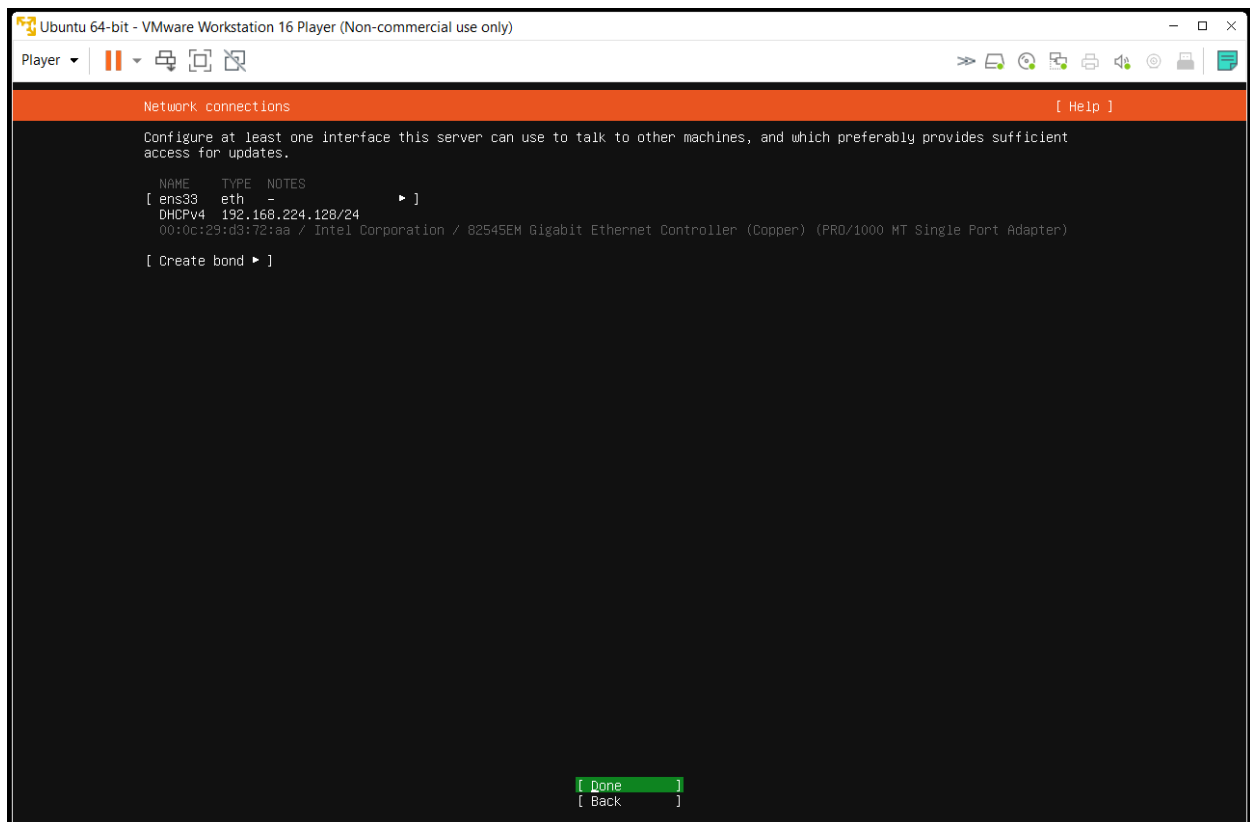 Ubuntu 64-bit - VMware Workstation 16 Player (Non-commercial use only)
Player
Network connections [ Help ]
Configure at least one interface this server can use to talk to other machines, and which preferably provides sufficient
access for updates.
NAME TYPE NOTES
[ ens33 eth - ▸ ]
DHCPv4 192.168.224.128/24
00:0c:29:d3:72:aa / Intel Corporation / 82545EM Gigabit Ethernet Controller (Copper) (PRO/1000 MT Single Port Adapter)
[ Create bond ▸ ]
[ Done ]
[ Back ]